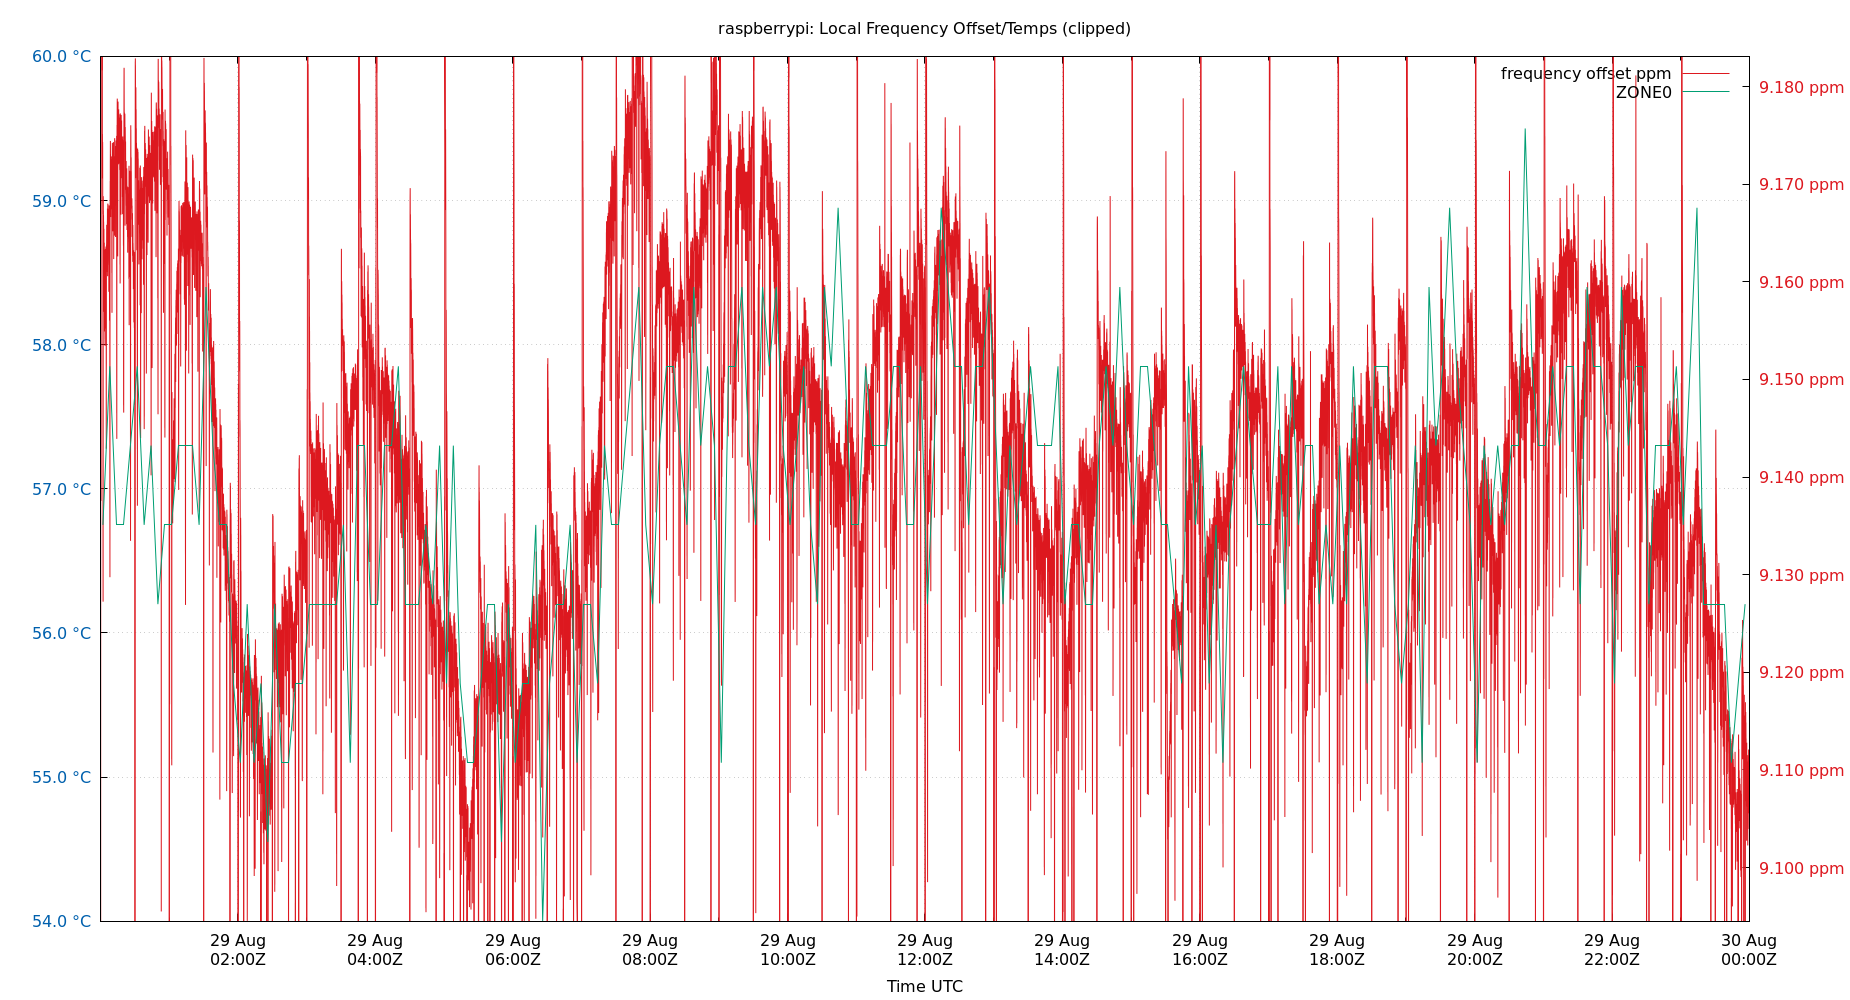 raspberrypi: Local Frequency Offset/Temps (clipped)
frequency offset ppm
ZONE0
60.0 °C
59.0 °C
58.0 °C
57.0 °C
56.0 °C
55.0 °C
54.0 °C
9.180 ppm
9.170 ppm
9.160 ppm
9.150 ppm
9.140 ppm
9.130 ppm
9.120 ppm
9.110 ppm
9.100 ppm
29 Aug 29 Aug 29 Aug 29 Aug 29 Aug 29 Aug 29 Aug 29 Aug 29 Aug 29 Aug 29 Aug 30 Aug
02:00Z 04:00Z 06:00Z 08:00Z 10:00Z 12:00Z 14:00Z 16:00Z 18:00Z 20:00Z 22:00Z 00:00Z
Time UTC